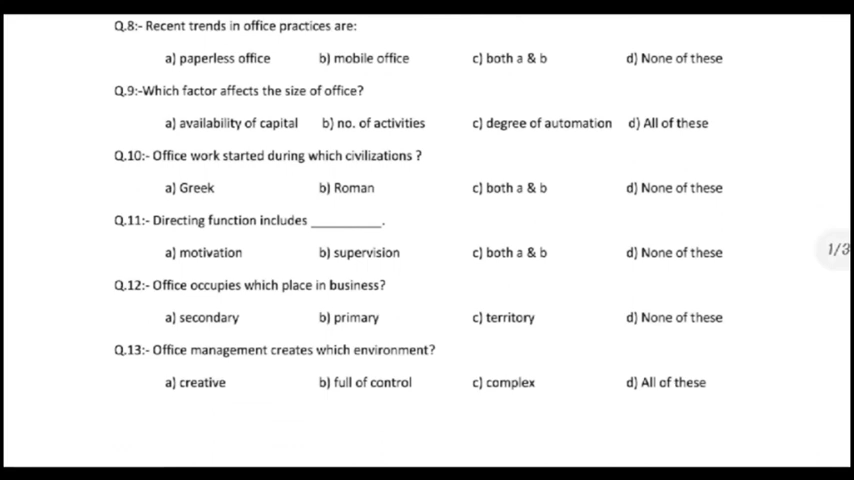 Q.8:- Recent trends in office practices are:
a) paperless office b) mobile office c) both a & b d) None of these
Q.9:-Which factor affects the size of office?
a) availability of capital b) no. of activities c) degree of automation d) All of these
Q.10:- Office work started during which civilizations ?
a) Greek b) Roman c) both a & b d) None of these
Q.11:- Directing function includes __________.
a) motivation b) supervision c) both a & b d) None of these
1/3
Q.12:- Office occupies which place in business?
a) secondary b) primary c) territory d) None of these
Q.13:- Office management creates which environment?
a) creative b) full of control c) complex d) All of these